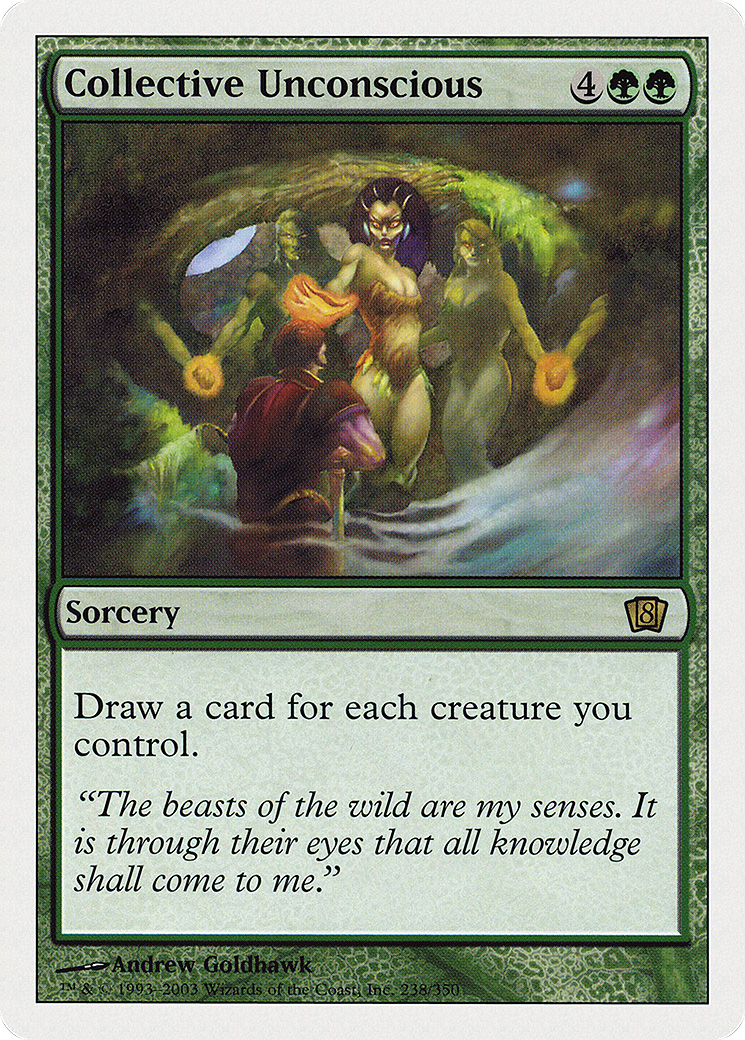 Collective Unconscious 4
Sorcery 8
Draw a card for each creature you
control.
“The beasts of the wild are my senses. It
is through their eyes that all knowledge
shall come to me.”
Andrew Goldhawk
™ & © 1993–2003 Wizards of the Coast, Inc. 238/350